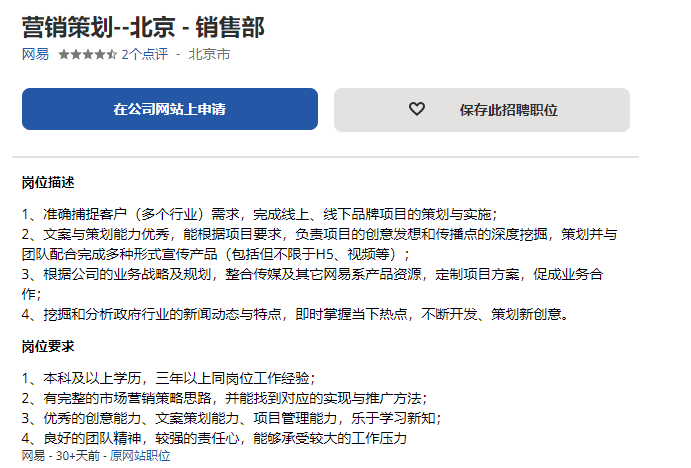 营销策划--北京 - 销售部
网易 ★★★★★ 2个点评 - 北京市
在公司网站上申请
保存此招聘职位
岗位描述
1、准确捕捉客户（多个行业）需求，完成线上、线下品牌项目的策划与实施；
2、文案与策划能力优秀，能根据项目要求，负责项目的创意发想和传播点的深度挖掘，策划并与
团队配合完成多种形式宣传产品（包括但不限于H5、视频等）；
3、根据公司的业务战略及规划，整合传媒及其它网易系产品资源，定制项目方案，促成业务合
作；
4、挖掘和分析政府行业的新闻动态与特点，即时掌握当下热点，不断开发、策划新创意。
岗位要求
1、本科及以上学历，三年以上同岗位工作经验；
2、有完整的市场营销策略思路，并能找到对应的实现与推广方法；
3、优秀的创意能力、文案策划能力、项目管理能力，乐于学习新知；
4、良好的团队精神，较强的责任心，能够承受较大的工作压力
网易 - 30+天前 - 原网站职位